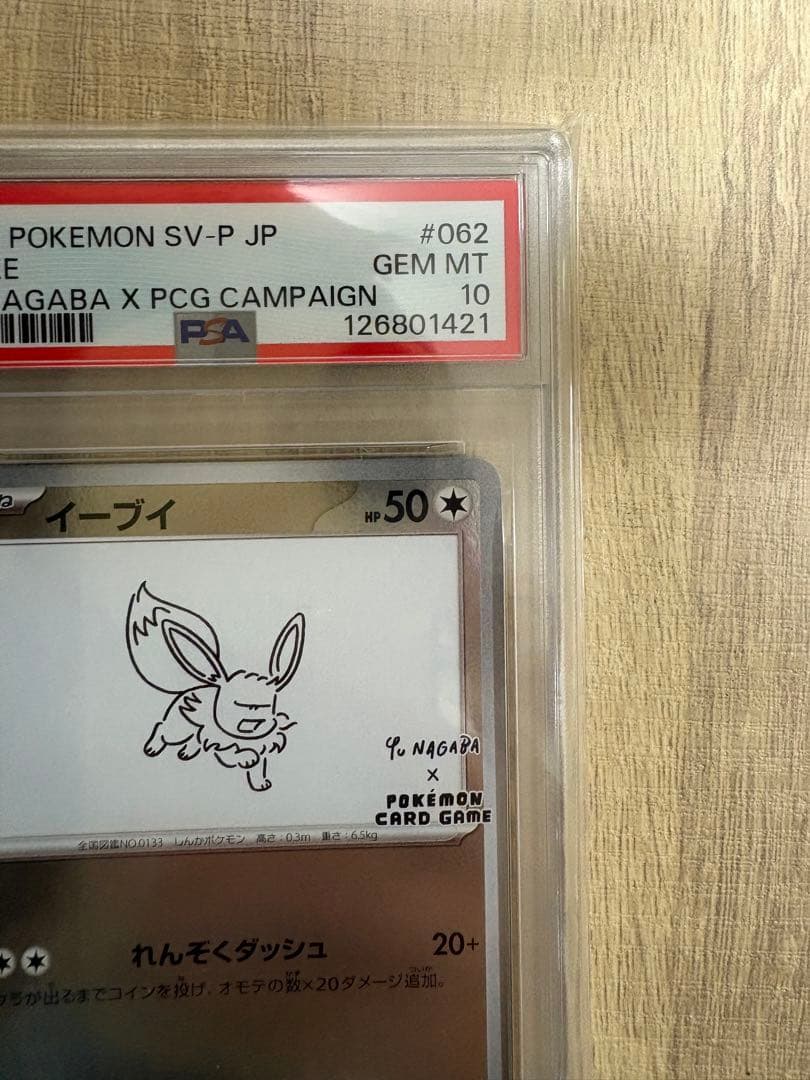 POKEMON SV-P JP #062
GEM MT
AGABA X PCG CAMPAIGN 10
PSA 126801421
イーブイ HP 50
Yu NAGABA
×
POKÉMON
CARD GAME
全国図鑑NO.0133 しんかポケモン 高さ：0.3m 重さ：6.5kg
れんぞくダッシュ 20+
が出るまでコインを投げ、オモテの数×20ダメージ追加。